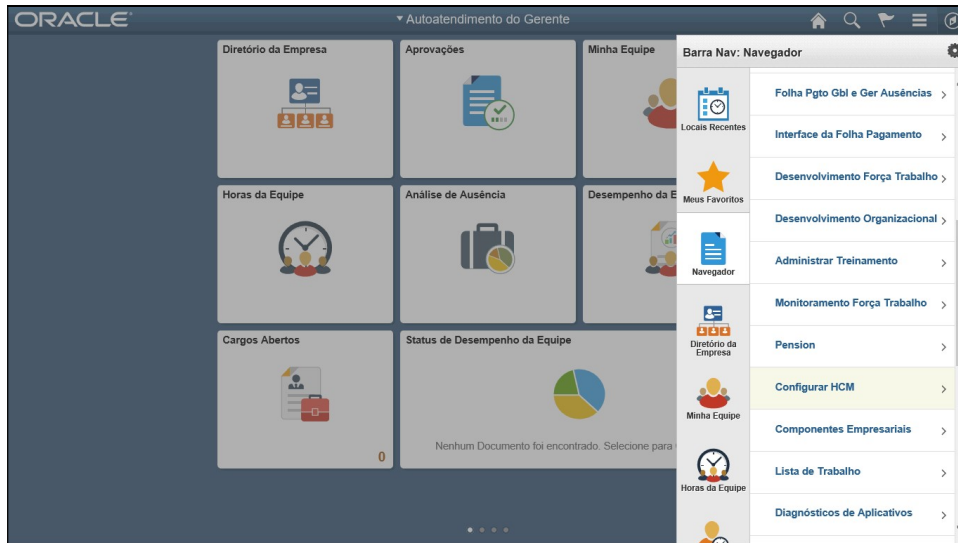 ORACLE
Autoatendimento do Gerente
Diretório da Empresa
Aprovações
Minha Equipe
Horas da Equipe
Análise de Ausência
Desempenho da E
Cargos Abertos
0
Status de Desempenho da Equipe
Nenhum Documento foi encontrado. Selecione para
Barra Nav: Navegador
Locais Recentes
Meus Favoritos
Navegador
Diretório da
Empresa
Minha Equipe
Horas da Equipe
Folha Pgto Gbl e Ger Ausências
Interface da Folha Pagamento
Desenvolvimento Força Trabalho
Desenvolvimento Organizacional
Administrar Treinamento
Monitoramento Força Trabalho
Pension
Configurar HCM
Componentes Empresariais
Lista de Trabalho
Diagnósticos de Aplicativos